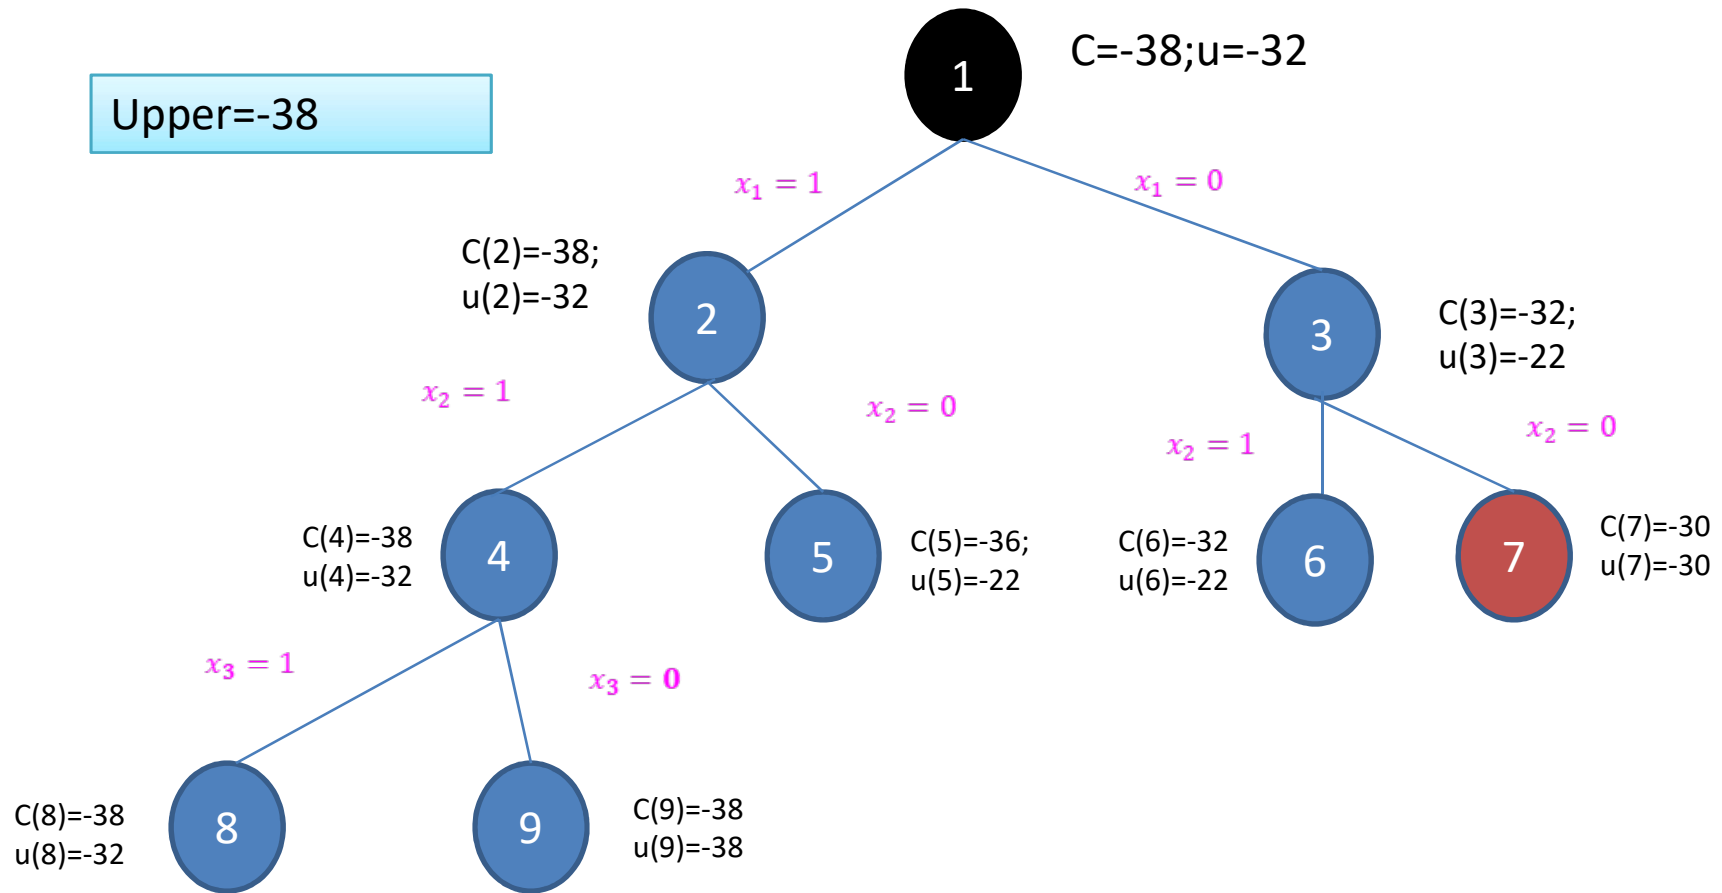 1
C=-38;u=-32
Upper=-38
x₁ = 1
x₁ = 0
C(2)=-38;
u(2)=-32
2
3
C(3)=-32;
u(3)=-22
x₂ = 1
x₂ = 0
x₂ = 1
x₂ = 0
C(4)=-38
u(4)=-32
4
5
C(5)=-36;
u(5)=-22
C(6)=-32
u(6)=-22
6
7
C(7)=-30
u(7)=-30
x₃ = 1
x₃ = 0
C(8)=-38
u(8)=-32
8
9
C(9)=-38
u(9)=-38